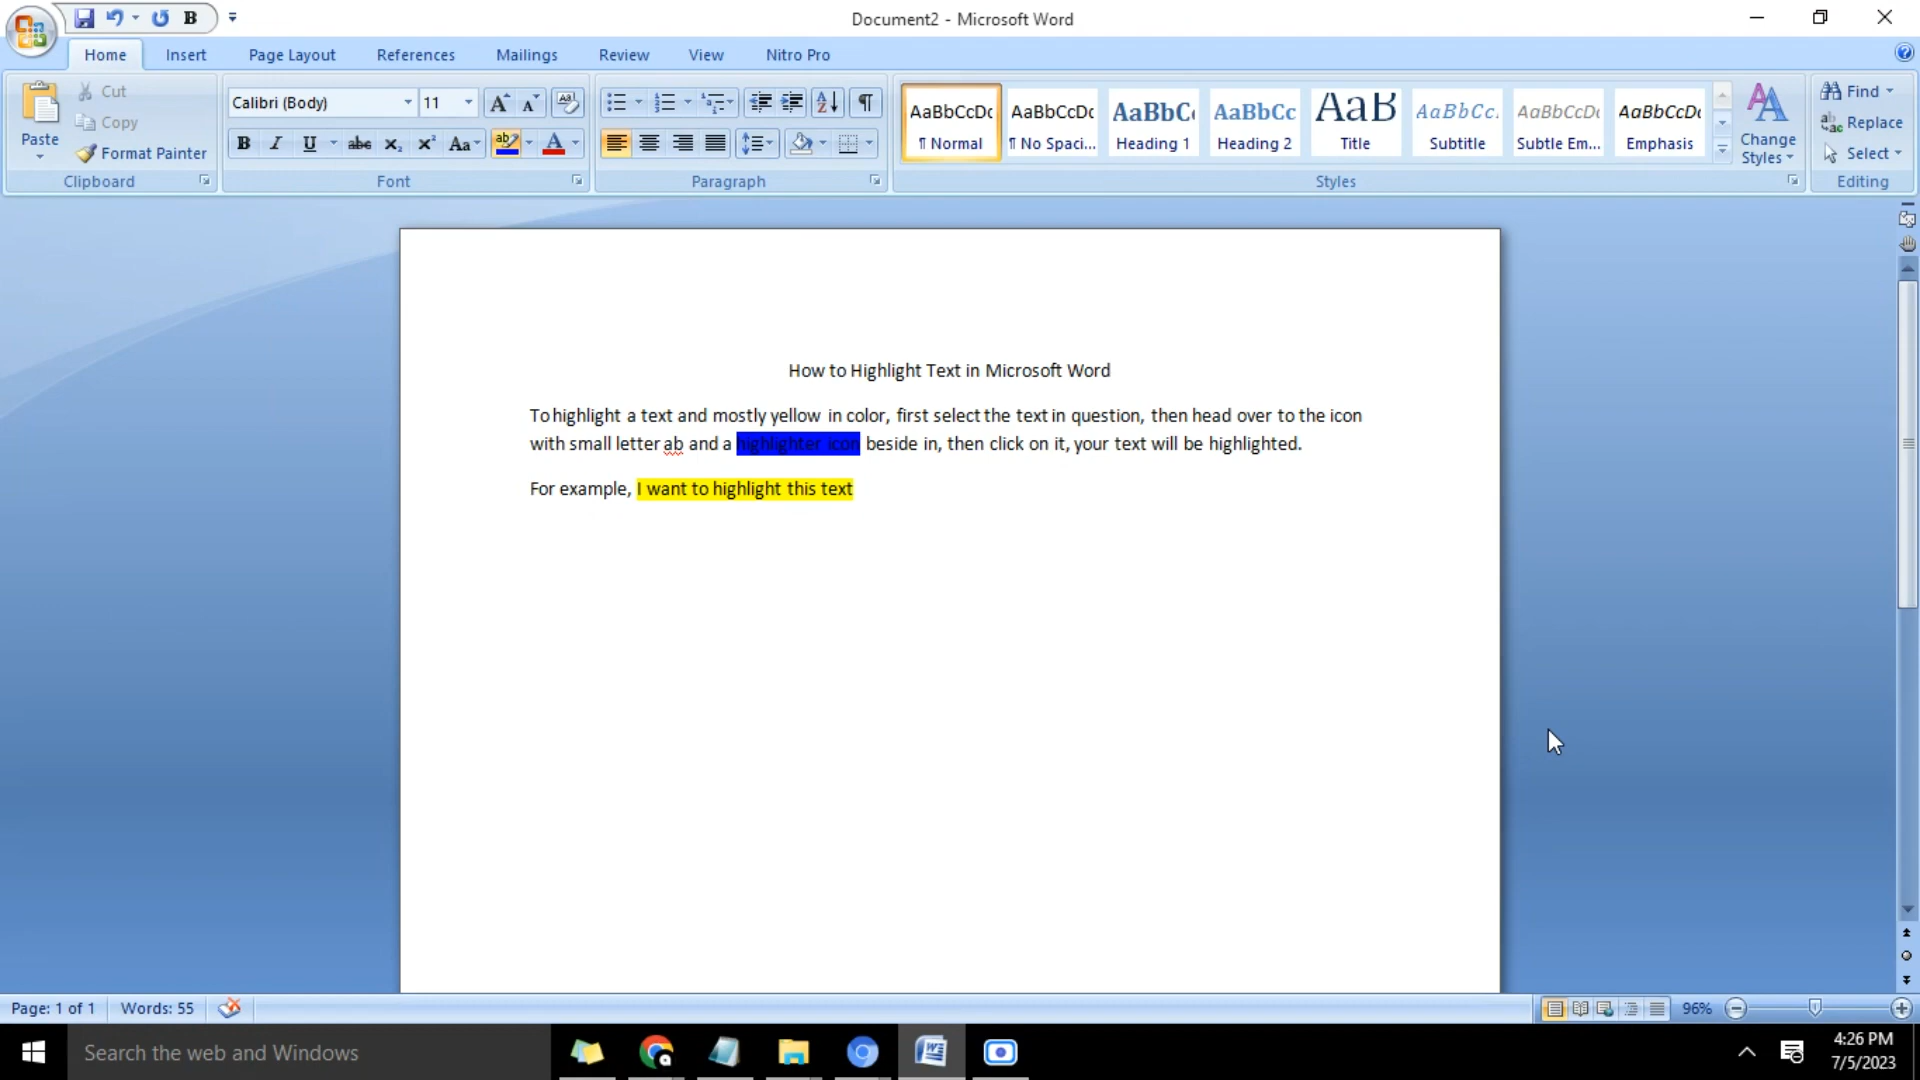 Document2 - Microsoft Word
B
Home Insert Page Layout References Mailings Review View Nitro Pro
Paste
Cut
Copy
Format Painter
Clipboard
Calibri (Body) 11
B I U abc x₂ x² Aa ab A
Font
Paragraph
AaBbCcDc AaBbCcDc AaBbC AaBbCc AaB AaBbCc. AaBbCcDc AaBbCcDc
¶ Normal ¶ No Spaci... Heading 1 Heading 2 Title Subtitle Subtle Em... Emphasis
Change
Styles
Styles
Find
Replace
Select
Editing
How to Highlight Text in Microsoft Word
To highlight a text and mostly yellow in color, first select the text in question, then head over to the icon
with small letter ab and a highlighter icon beside in, then click on it, your text will be highlighted.
For example, I want to highlight this text
Page: 1 of 1 Words: 55 96%
Search the web and Windows
4:26 PM
7/5/2023